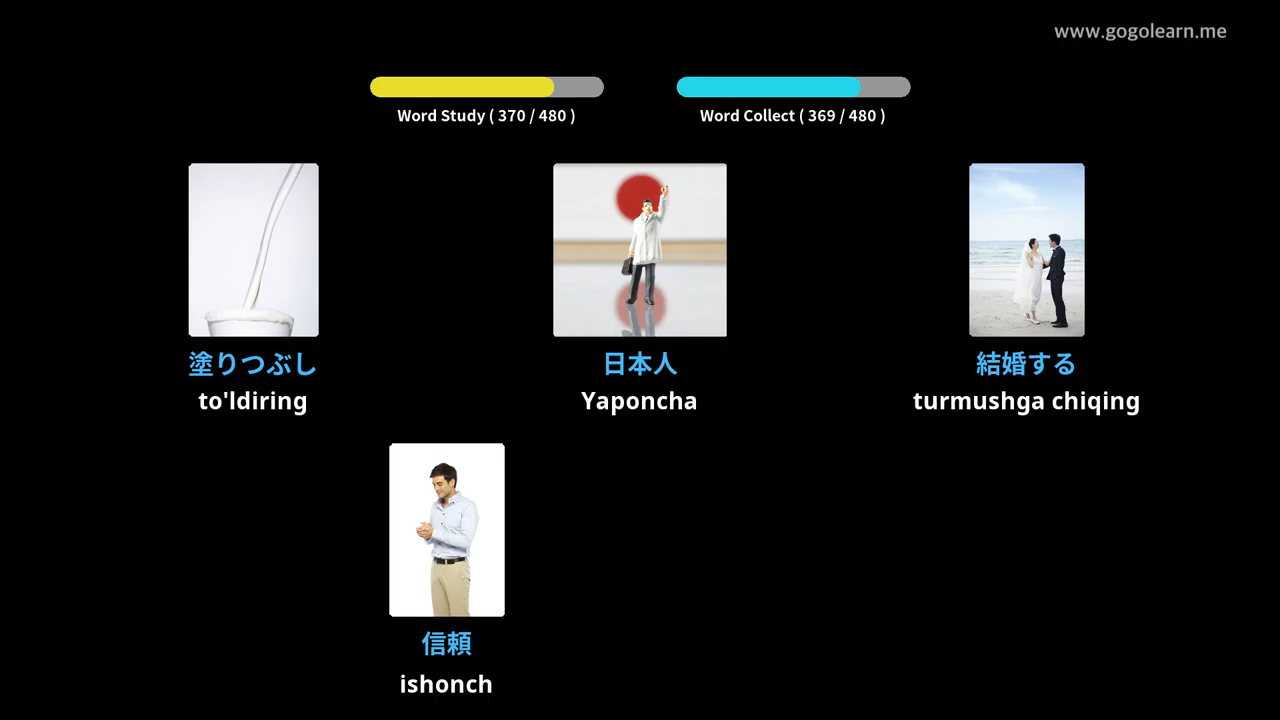 www.gogolearn.me
Word Study ( 370 / 480 )
Word Collect ( 369 / 480 )
塗りつぶし
to'ldiring
日本人
Yaponcha
結婚する
turmushga chiqing
信頼
ishonch